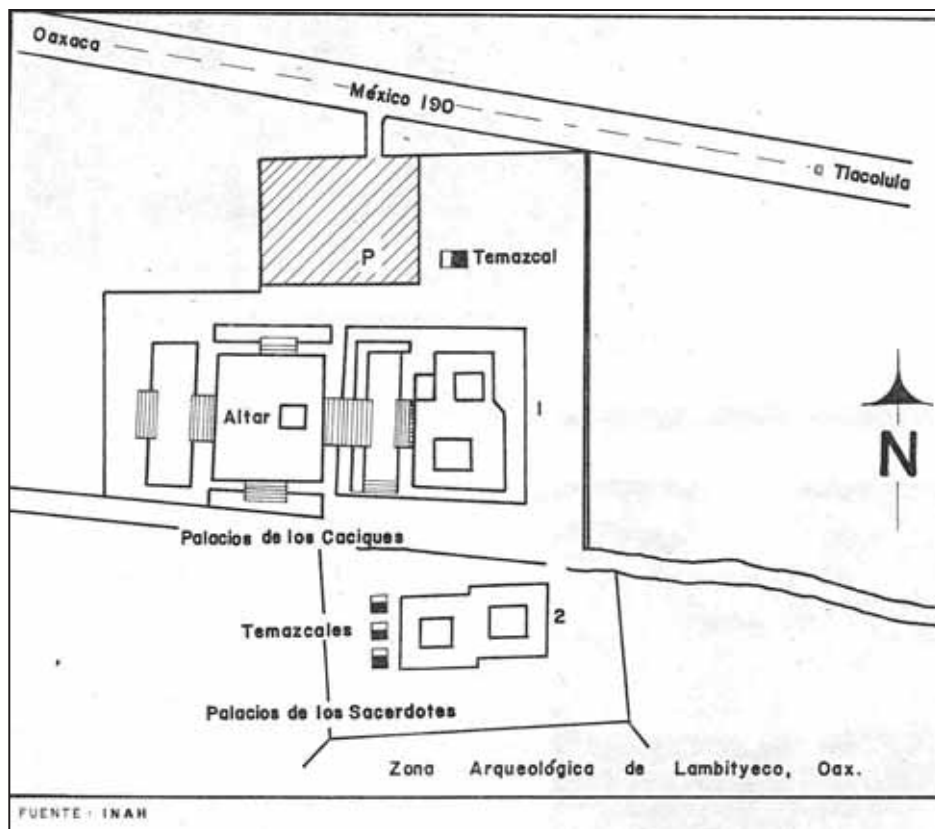 Oaxaca
México 190
a Tlacolula
P
Temazcal
Altar
1
N
Palacios de los Caciques
Temazcales
2
Palacios de los Sacerdotes
Zona Arqueológica de Lambityeco, Oax.
FUENTE: INAH